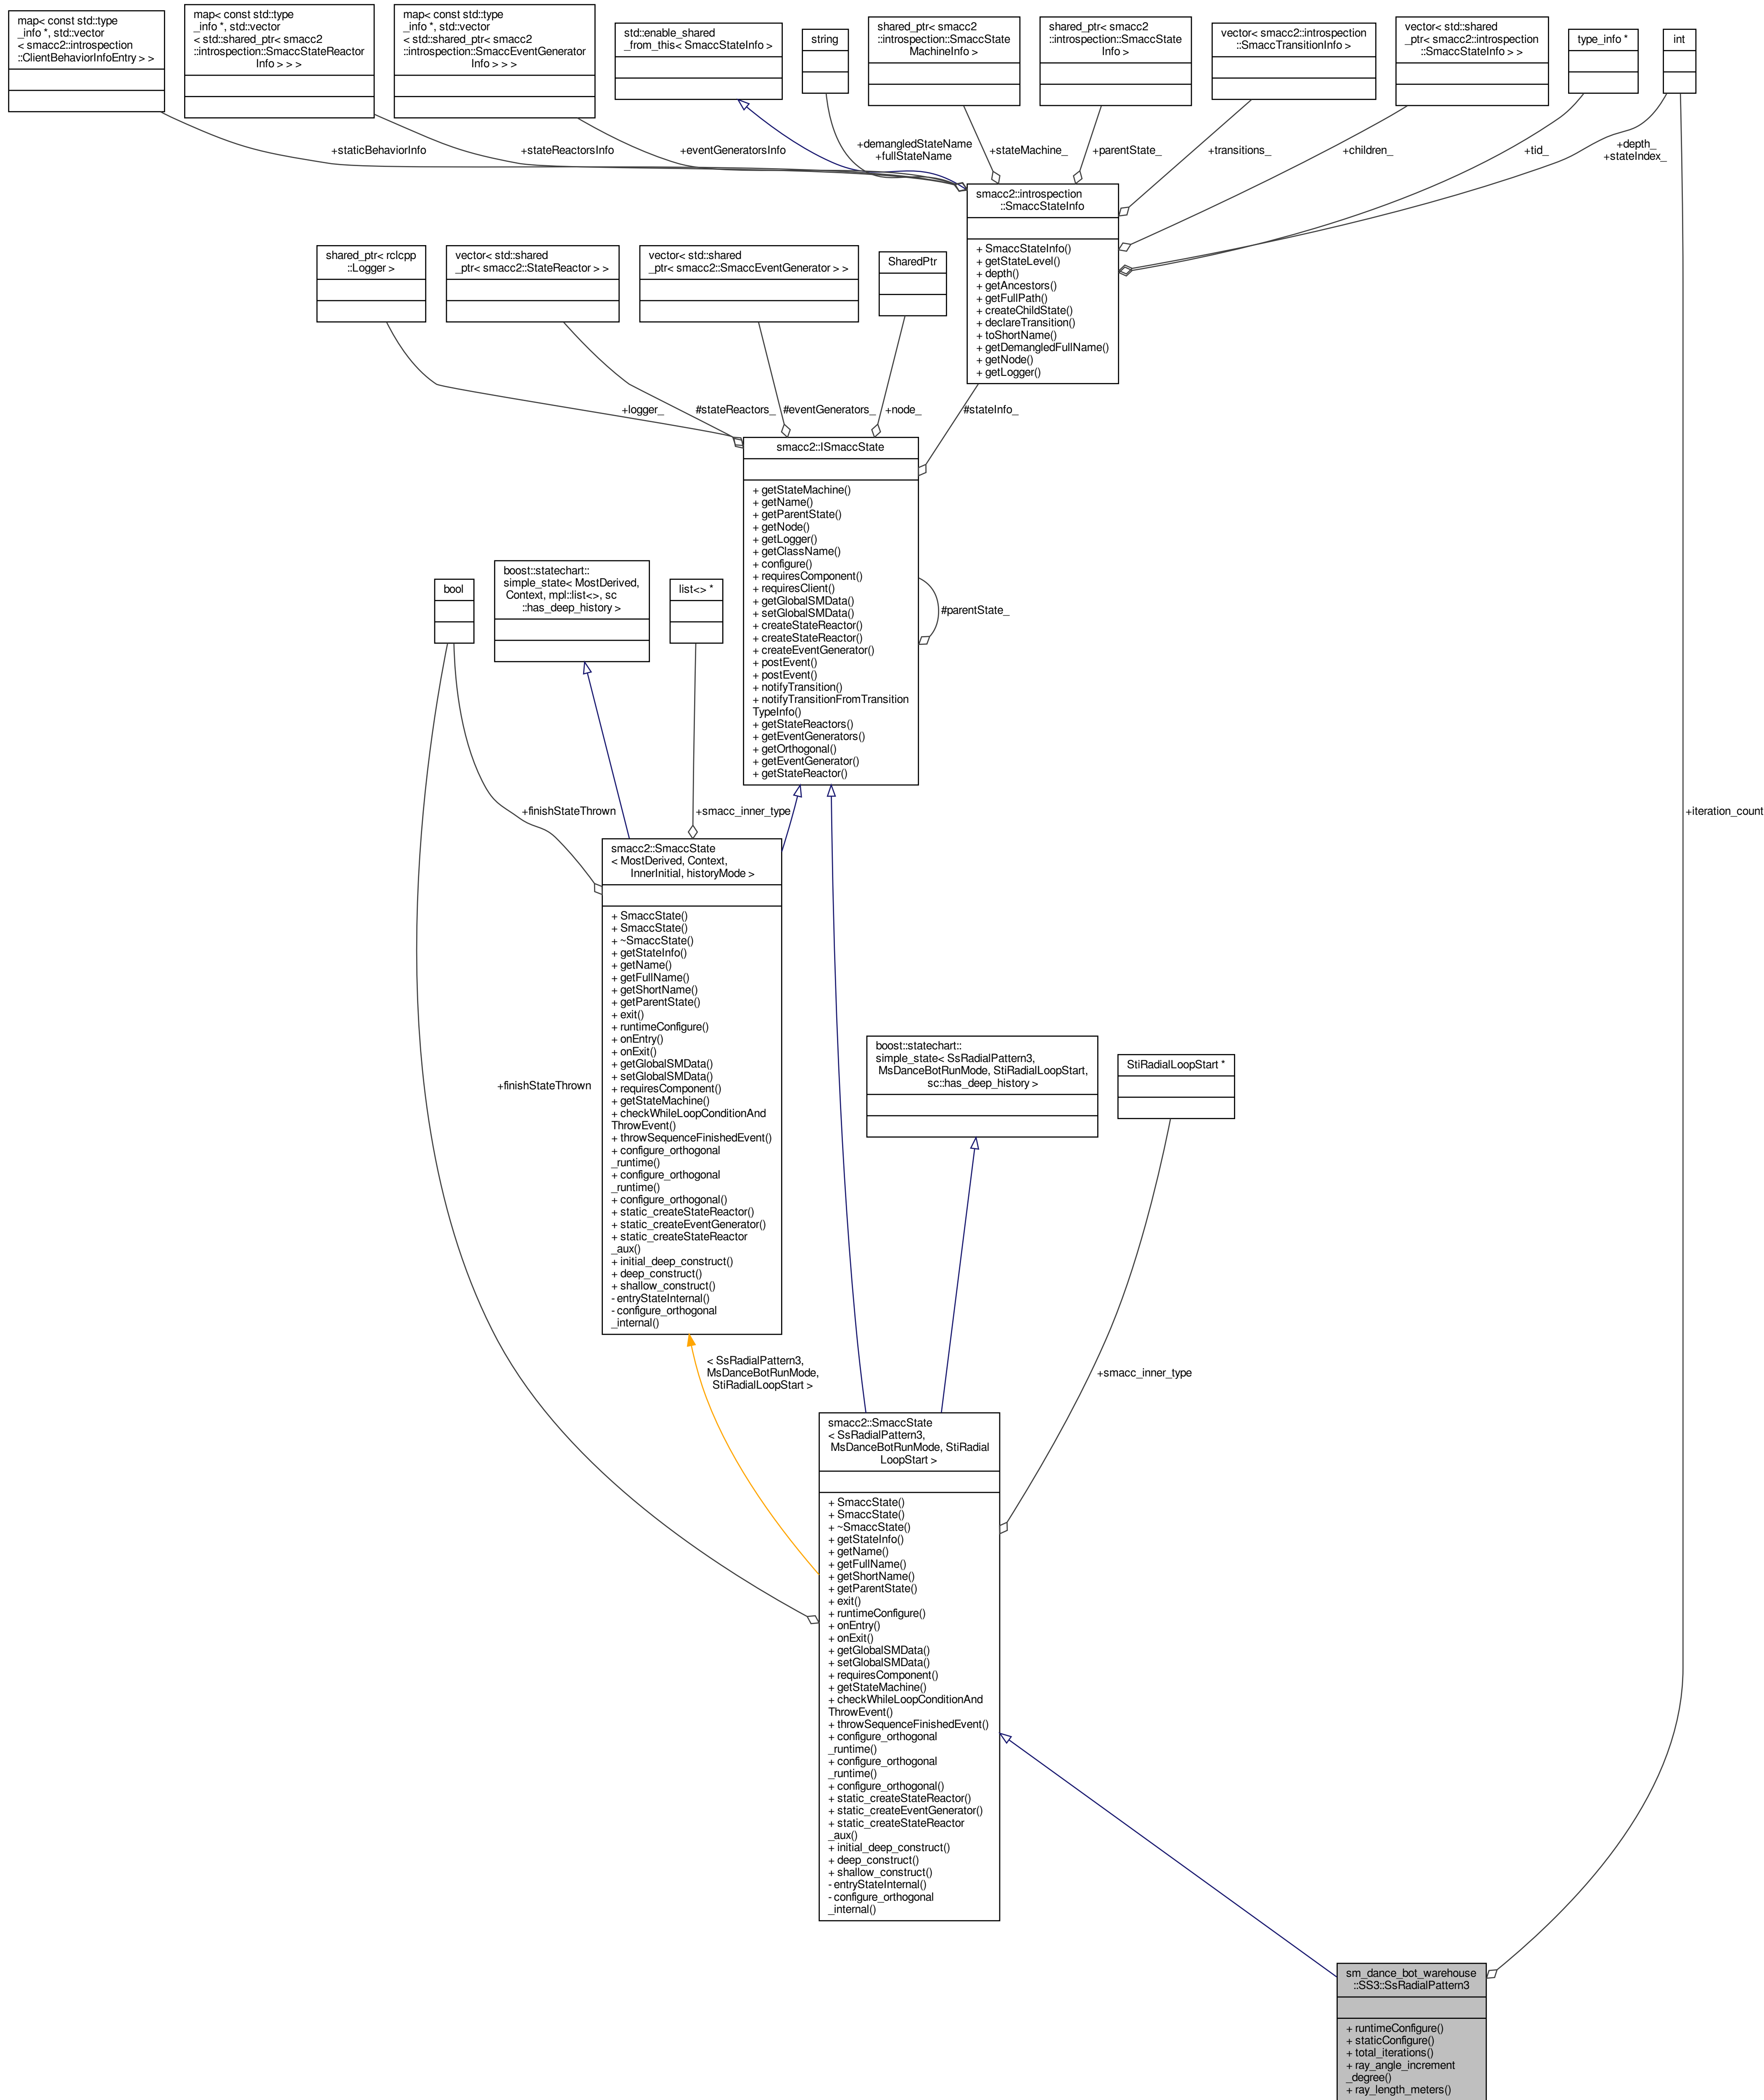 map< const std::type
_info *, std::vector
< smacc2::introspection
::ClientBehaviorInfoEntry > >
map< const std::type
_info *, std::vector
< std::shared_ptr< smacc2
::introspection::SmaccStateReactor
Info > > >
map< const std::type
_info *, std::vector
< std::shared_ptr< smacc2
::introspection::SmaccEventGenerator
Info > > >
std::enable_shared
_from_this< SmaccStateInfo >
string
shared_ptr< smacc2
::introspection::SmaccState
MachineInfo >
shared_ptr< smacc2
::introspection::SmaccState
Info >
vector< smacc2::introspection
::SmaccTransitionInfo >
vector< std::shared
_ptr< smacc2::introspection
::SmaccStateInfo > >
type_info *
int
+staticBehaviorInfo
+stateReactorsInfo
+eventGeneratorsInfo
+demangledStateName
+fullStateName
+stateMachine_
+parentState_
+transitions_
+children_
+tid_
+depth_
+stateIndex_
smacc2::introspection
::SmaccStateInfo
+ SmaccStateInfo()
+ getStateLevel()
+ depth()
+ getAncestors()
+ getFullPath()
+ createChildState()
+ declareTransition()
+ toShortName()
+ getDemangledFullName()
+ getNode()
+ getLogger()
shared_ptr< rclcpp
::Logger >
vector< std::shared
_ptr< smacc2::StateReactor > >
vector< std::shared
_ptr< smacc2::SmaccEventGenerator > >
SharedPtr
+logger_
#stateReactors_
#eventGenerators_
+node_
#stateInfo_
smacc2::ISmaccState
+ getStateMachine()
+ getName()
+ getParentState()
+ getNode()
+ getLogger()
+ getClassName()
+ configure()
+ requiresComponent()
+ requiresClient()
+ getGlobalSMData()
+ setGlobalSMData()
+ createStateReactor()
+ createStateReactor()
+ createEventGenerator()
+ postEvent()
+ postEvent()
+ notifyTransition()
+ notifyTransitionFromTransition
TypeInfo()
+ getStateReactors()
+ getEventGenerators()
+ getOrthogonal()
+ getEventGenerator()
+ getStateReactor()
#parentState_
bool
boost::statechart::
simple_state< MostDerived,
Context, mpl::list<>, sc
::has_deep_history >
list<> *
+finishStateThrown
+smacc_inner_type
+iteration_count
smacc2::SmaccState
< MostDerived, Context,
InnerInitial, historyMode >
+ SmaccState()
+ SmaccState()
+ ~SmaccState()
+ getStateInfo()
+ getName()
+ getFullName()
+ getShortName()
+ getParentState()
+ exit()
+ runtimeConfigure()
+ onEntry()
+ onExit()
+ getGlobalSMData()
+ setGlobalSMData()
+ requiresComponent()
+ getStateMachine()
+ checkWhileLoopConditionAnd
ThrowEvent()
+ throwSequenceFinishedEvent()
+ configure_orthogonal
_runtime()
+ configure_orthogonal
_runtime()
+ configure_orthogonal()
+ static_createStateReactor()
+ static_createEventGenerator()
+ static_createStateReactor
_aux()
+ initial_deep_construct()
+ deep_construct()
+ shallow_construct()
- entryStateInternal()
- configure_orthogonal
_internal()
+finishStateThrown
boost::statechart::
simple_state< SsRadialPattern3,
MsDanceBotRunMode, StiRadialLoopStart,
sc::has_deep_history >
StiRadialLoopStart *
< SsRadialPattern3,
MsDanceBotRunMode,
StiRadialLoopStart >
+smacc_inner_type
smacc2::SmaccState
< SsRadialPattern3,
MsDanceBotRunMode, StiRadial
LoopStart >
+ SmaccState()
+ SmaccState()
+ ~SmaccState()
+ getStateInfo()
+ getName()
+ getFullName()
+ getShortName()
+ getParentState()
+ exit()
+ runtimeConfigure()
+ onEntry()
+ onExit()
+ getGlobalSMData()
+ setGlobalSMData()
+ requiresComponent()
+ getStateMachine()
+ checkWhileLoopConditionAnd
ThrowEvent()
+ throwSequenceFinishedEvent()
+ configure_orthogonal
_runtime()
+ configure_orthogonal
_runtime()
+ configure_orthogonal()
+ static_createStateReactor()
+ static_createEventGenerator()
+ static_createStateReactor
_aux()
+ initial_deep_construct()
+ deep_construct()
+ shallow_construct()
- entryStateInternal()
- configure_orthogonal
_internal()
sm_dance_bot_warehouse
::SS3::SsRadialPattern3
+ runtimeConfigure()
+ staticConfigure()
+ total_iterations()
+ ray_angle_increment
_degree()
+ ray_length_meters()